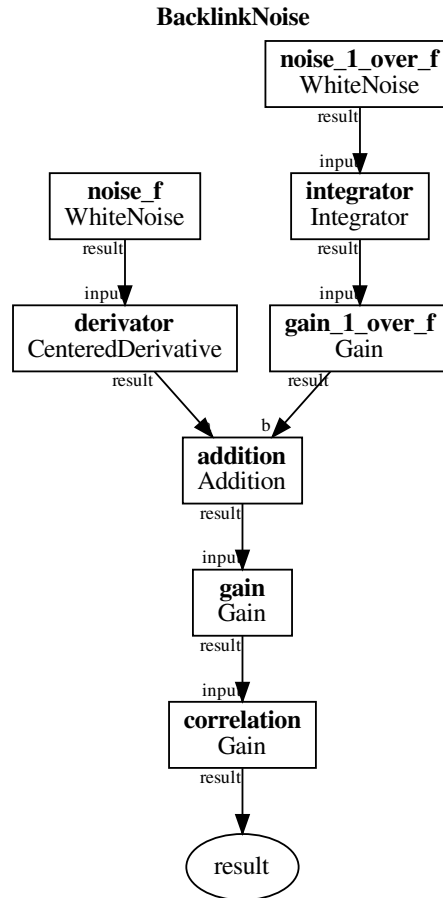 BacklinkNoise
noise_1_over_f
WhiteNoise
result
input
noise_f
WhiteNoise
result
integrator
Integrator
result
input
derivator
CenteredDerivative
result
input
gain_1_over_f
Gain
result
b
addition
Addition
result
input
gain
Gain
result
input
correlation
Gain
result
result